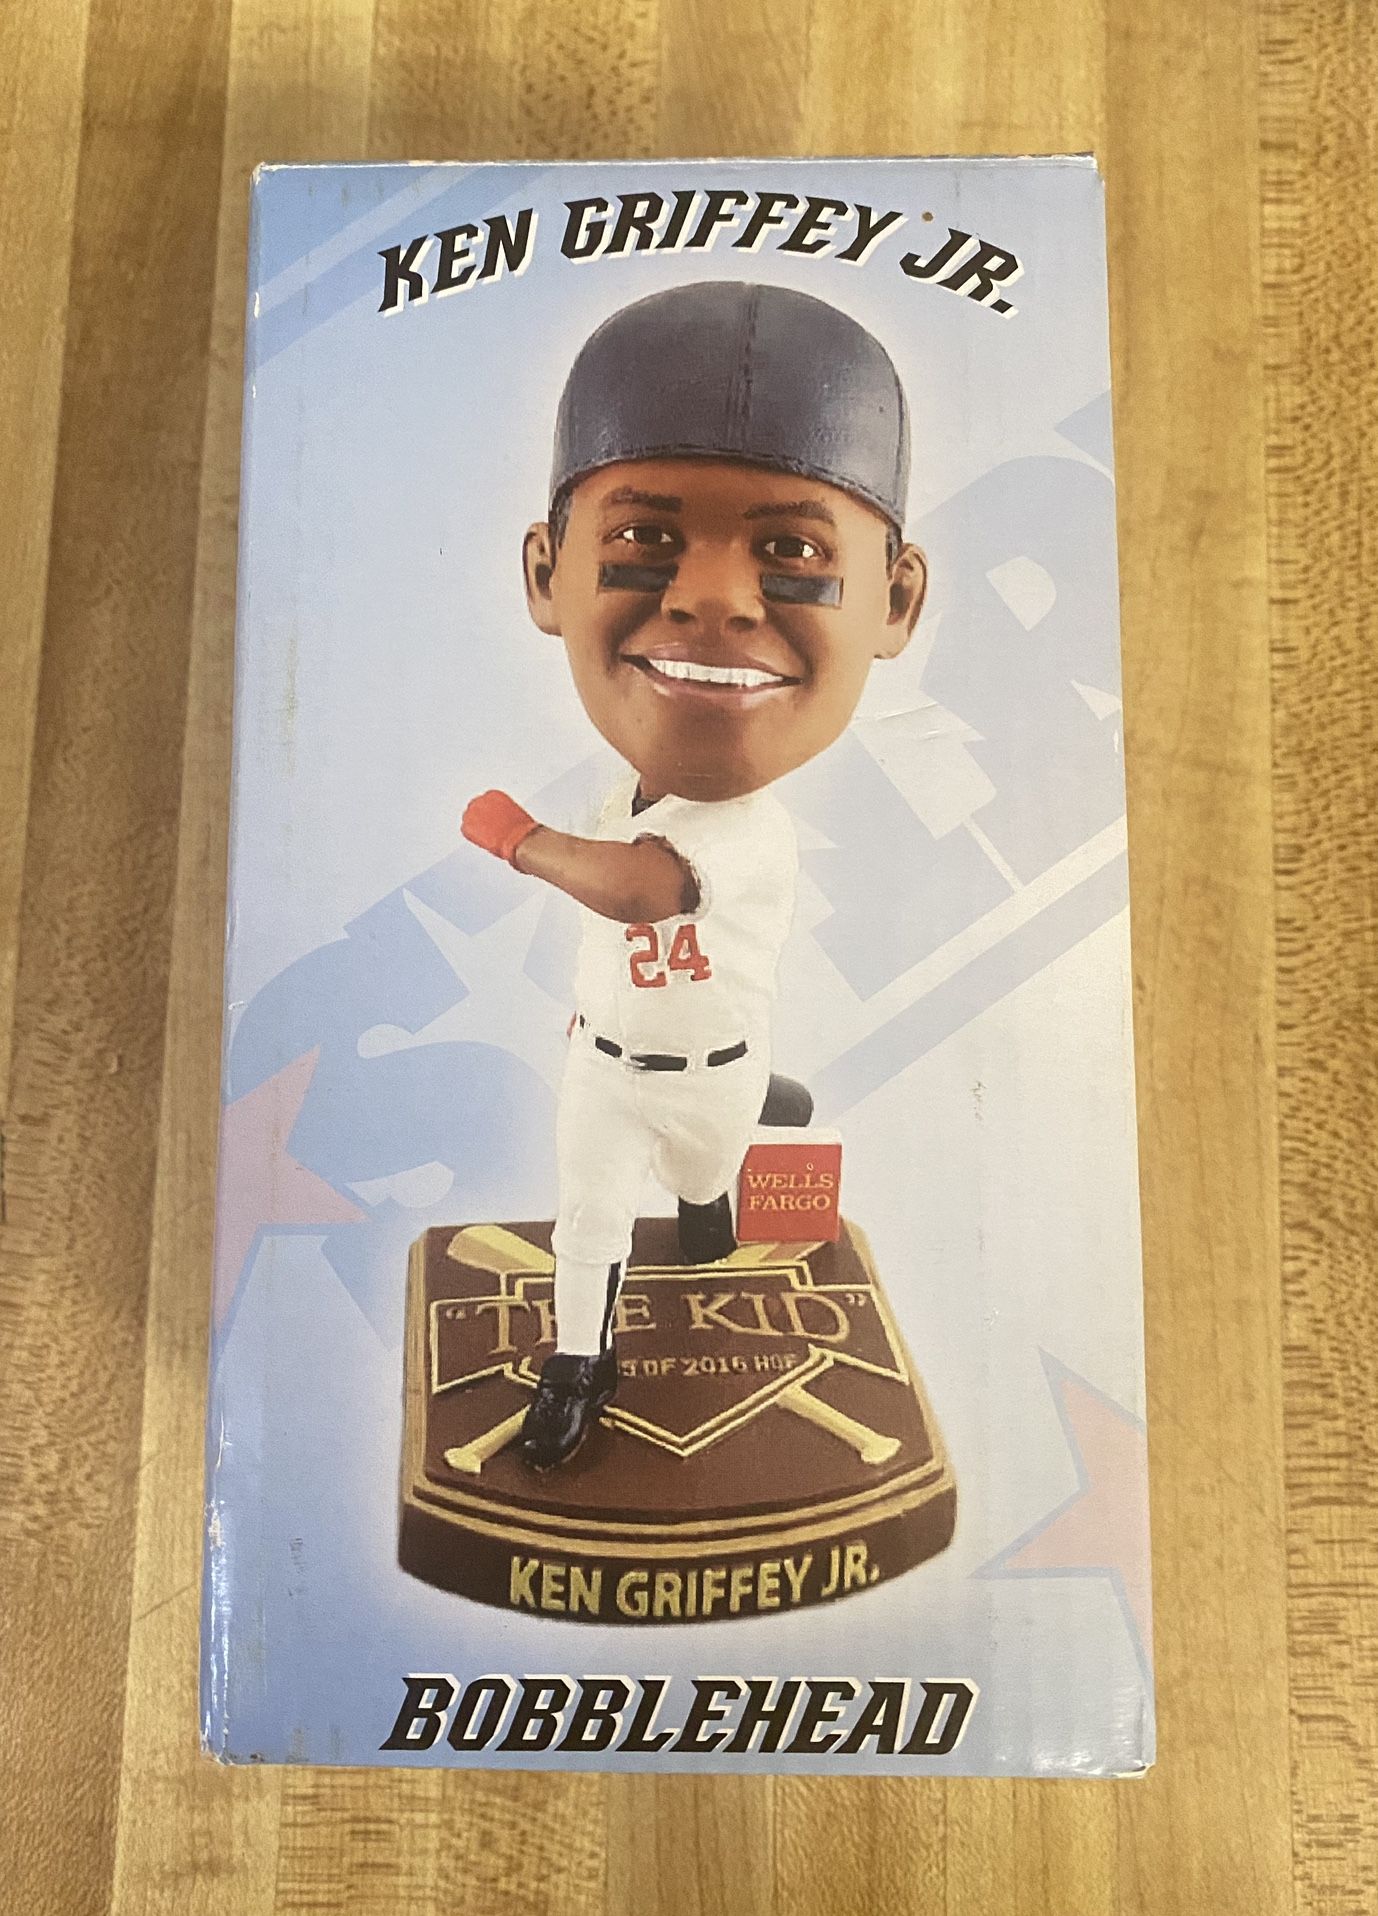 KEN GRIFFEY JR.
24
WELLS
FARGO
"THE KID"
OF 2016 HOF
KEN GRIFFEY JR.
BOBBLEHEAD